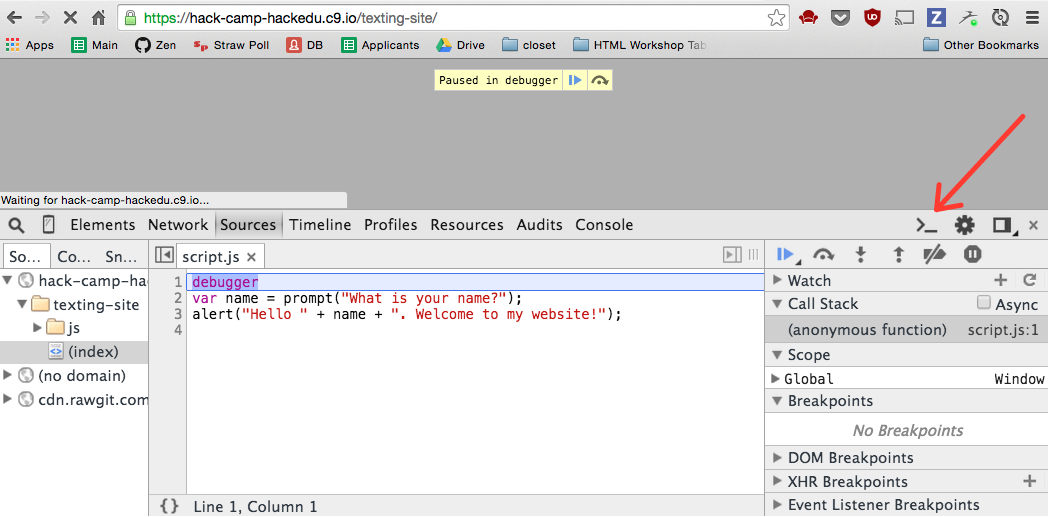 https://hack-camp-hackedu.c9.io/texting-site/
Apps Main Zen Straw Poll DB Applicants Drive closet HTML Workshop Tab Other Bookmarks
Paused in debugger
Waiting for hack-camp-hackedu.c9.io...
Elements Network Sources Timeline Profiles Resources Audits Console
So... Co... Sn... script.js
hack-camp-ha
texting-site
js
(index)
(no domain)
cdn.rawgit.com
1 debugger
2 var name = prompt("What is your name?");
3 alert("Hello " + name + ". Welcome to my website!");
4
{} Line 1, Column 1
Watch
Call Stack Async
(anonymous function) script.js:1
Scope
Global Window
Breakpoints
No Breakpoints
DOM Breakpoints
XHR Breakpoints
Event Listener Breakpoints